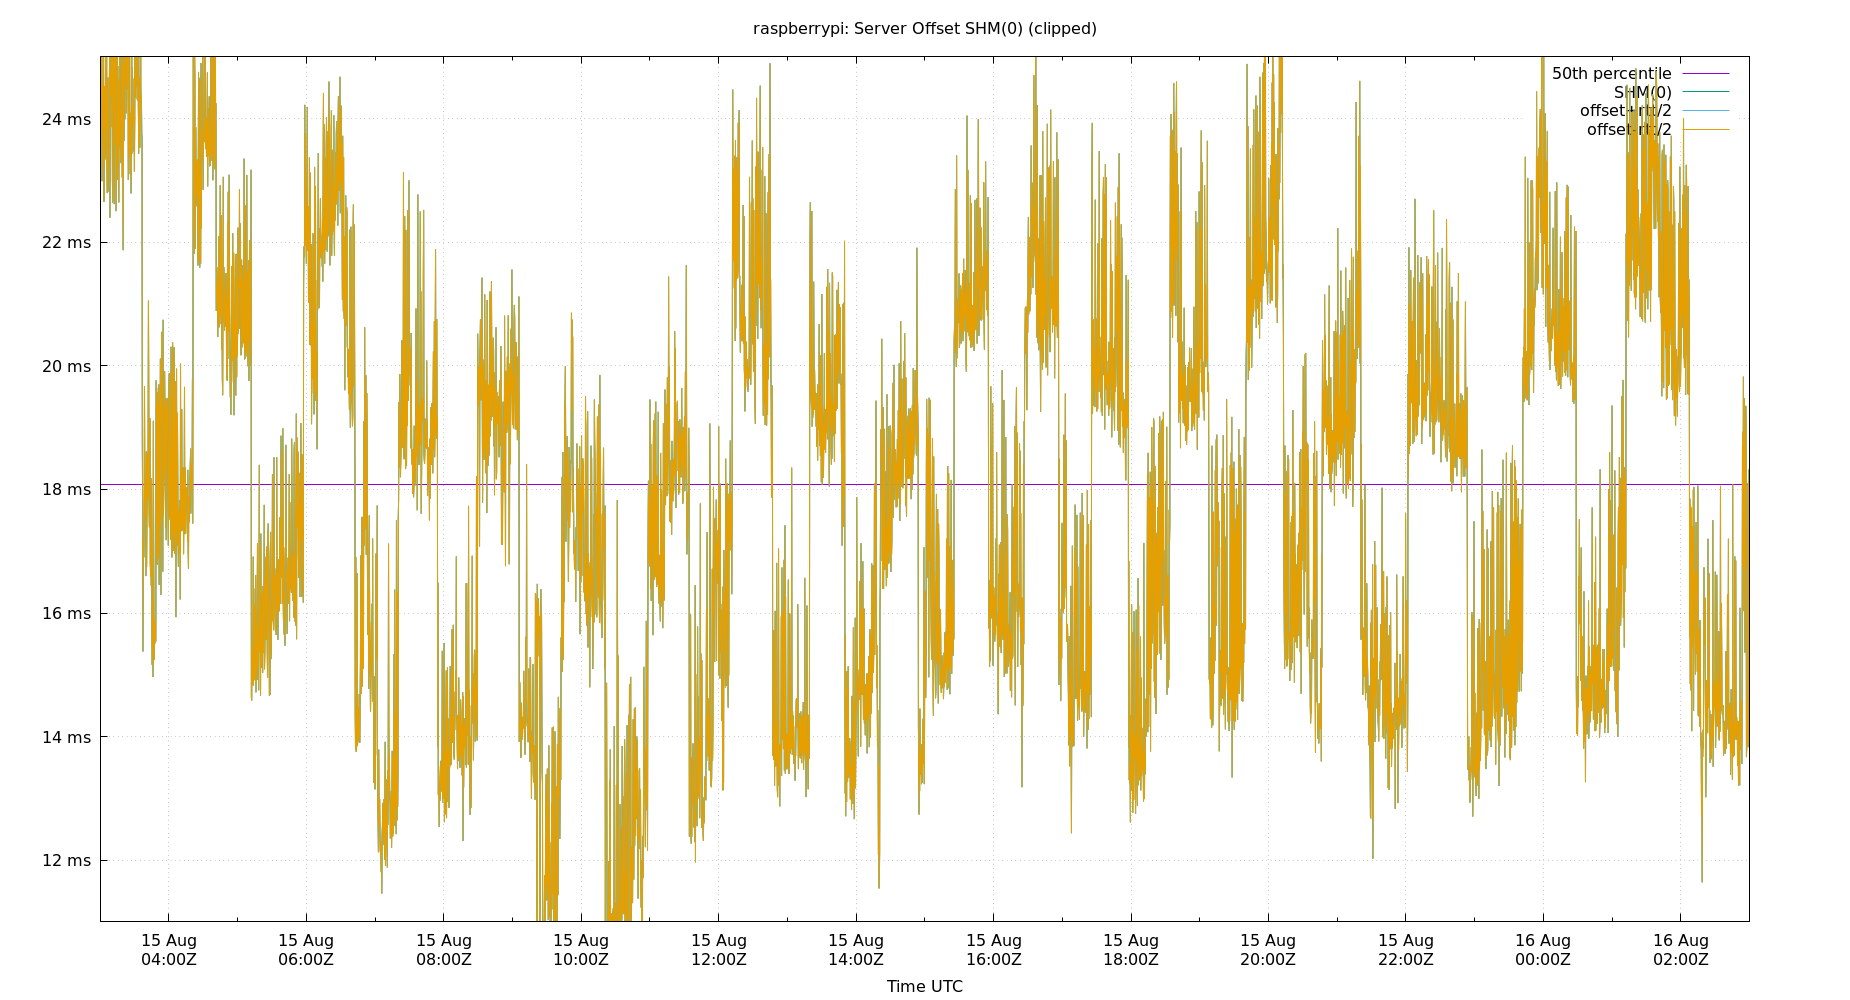 raspberrypi: Server Offset SHM(0) (clipped)
50th percentile
SHM(0)
offset+rtt/2
offset-rtt/2
24 ms
22 ms
20 ms
18 ms
16 ms
14 ms
12 ms
15 Aug 15 Aug 15 Aug 15 Aug 15 Aug 15 Aug 15 Aug 15 Aug 15 Aug 15 Aug 16 Aug 16 Aug
04:00Z 06:00Z 08:00Z 10:00Z 12:00Z 14:00Z 16:00Z 18:00Z 20:00Z 22:00Z 00:00Z 02:00Z
Time UTC